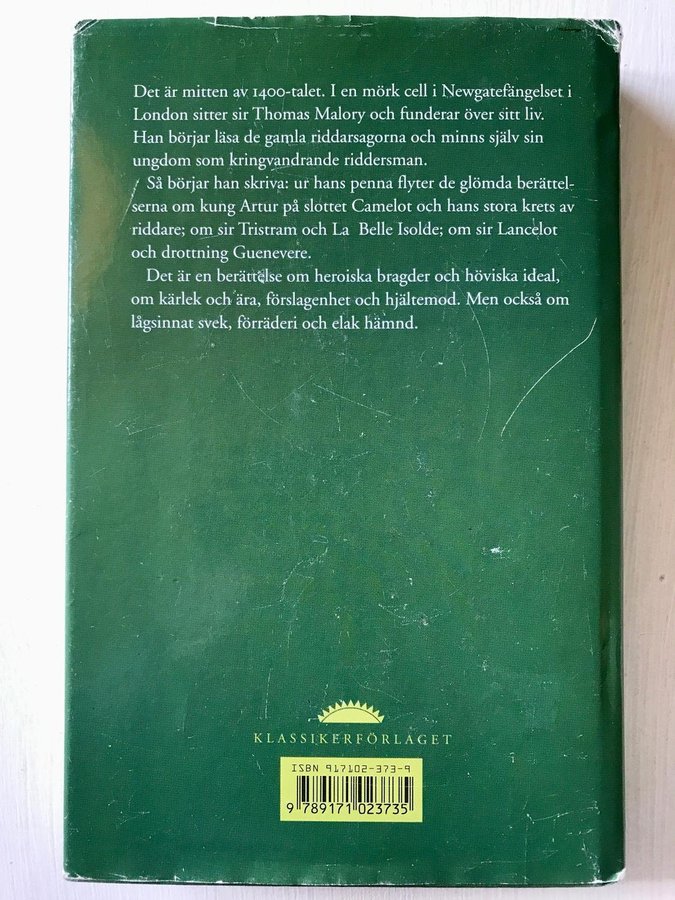 Det är mitten av 1400-talet. I en mörk cell i Newgatefängelset i
London sitter sir Thomas Malory och funderar över sitt liv.
Han börjar läsa de gamla riddarsagorna och minns själv sin
ungdom som kringvandrande riddersman.
Så börjar han skriva: ur hans penna flyter de glömda berättel-
serna om kung Artur på slottet Camelot och hans stora krets av
riddare; om sir Tristram och La Belle Isolde; om sir Lancelot
och drottning Guenevere.
Det är en berättelse om heroiska bragder och höviska ideal,
om kärlek och ära, förslagenhet och hjältemod. Men också om
lågsinnat svek, förräderi och elak hämnd.
KLASSIKERFÖRLAGET
ISBN 917102-373-9
9 789171 023735